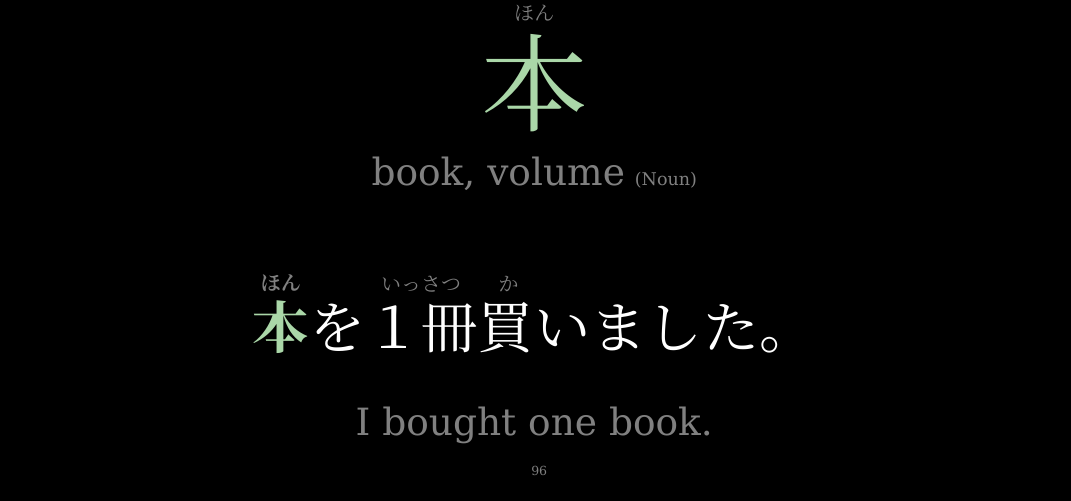 ほん
本
book, volume (Noun)
ほん いっさつ か
本を１冊買いました。
I bought one book.
96